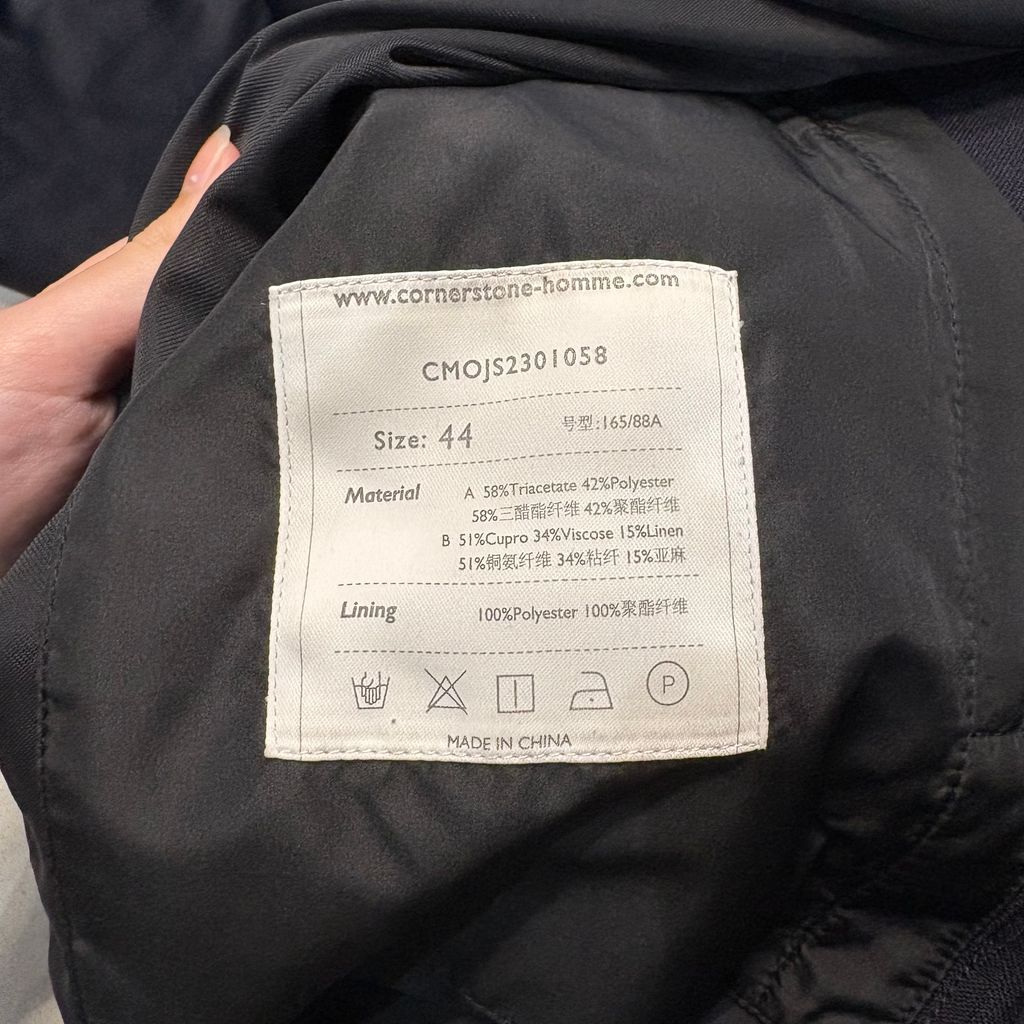 www.cornerstone-homme.com
CMOJS2301058
Size: 44 号型:165/88A
Material A 58%Triacetate 42%Polyester
58%三醋酯纤维 42%聚酯纤维
B 51%Cupro 34%Viscose 15%Linen
51%铜氨纤维 34%粘纤 15%亚麻
Lining 100%Polyester 100%聚酯纤维
P
MADE IN CHINA